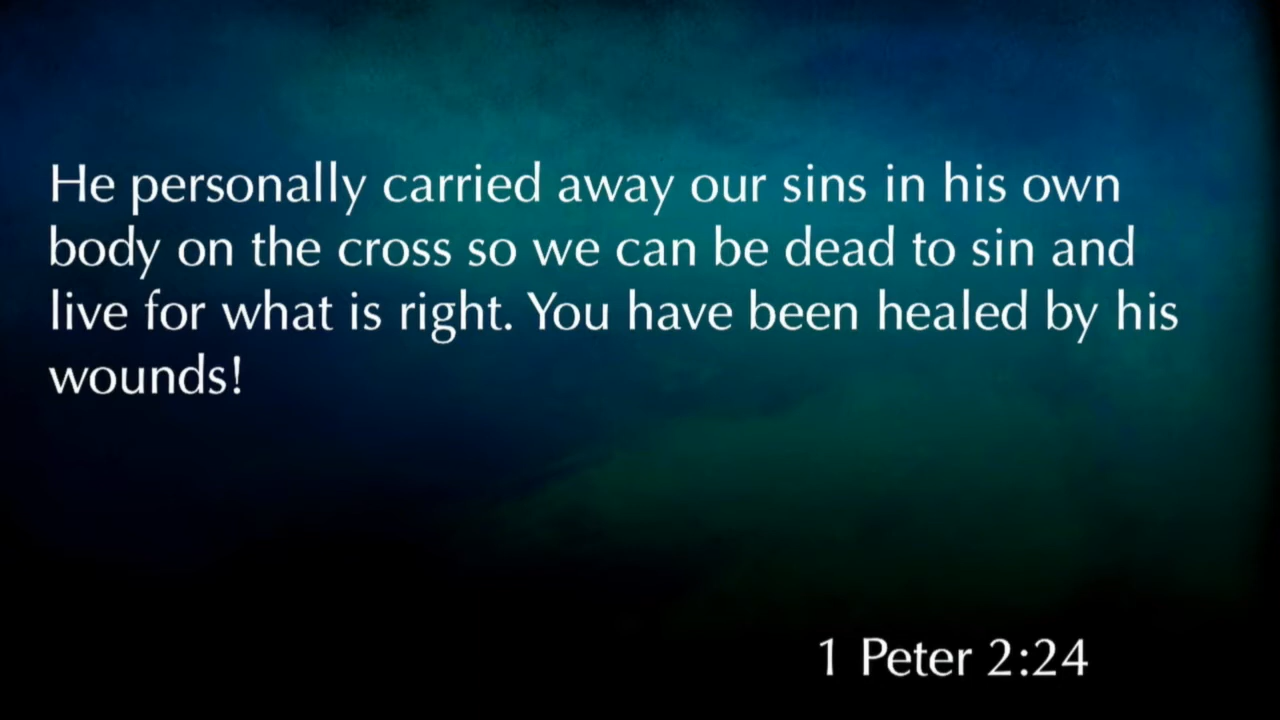 He personally carried away our sins in his own
body on the cross so we can be dead to sin and
live for what is right. You have been healed by his
wounds!
1 Peter 2:24